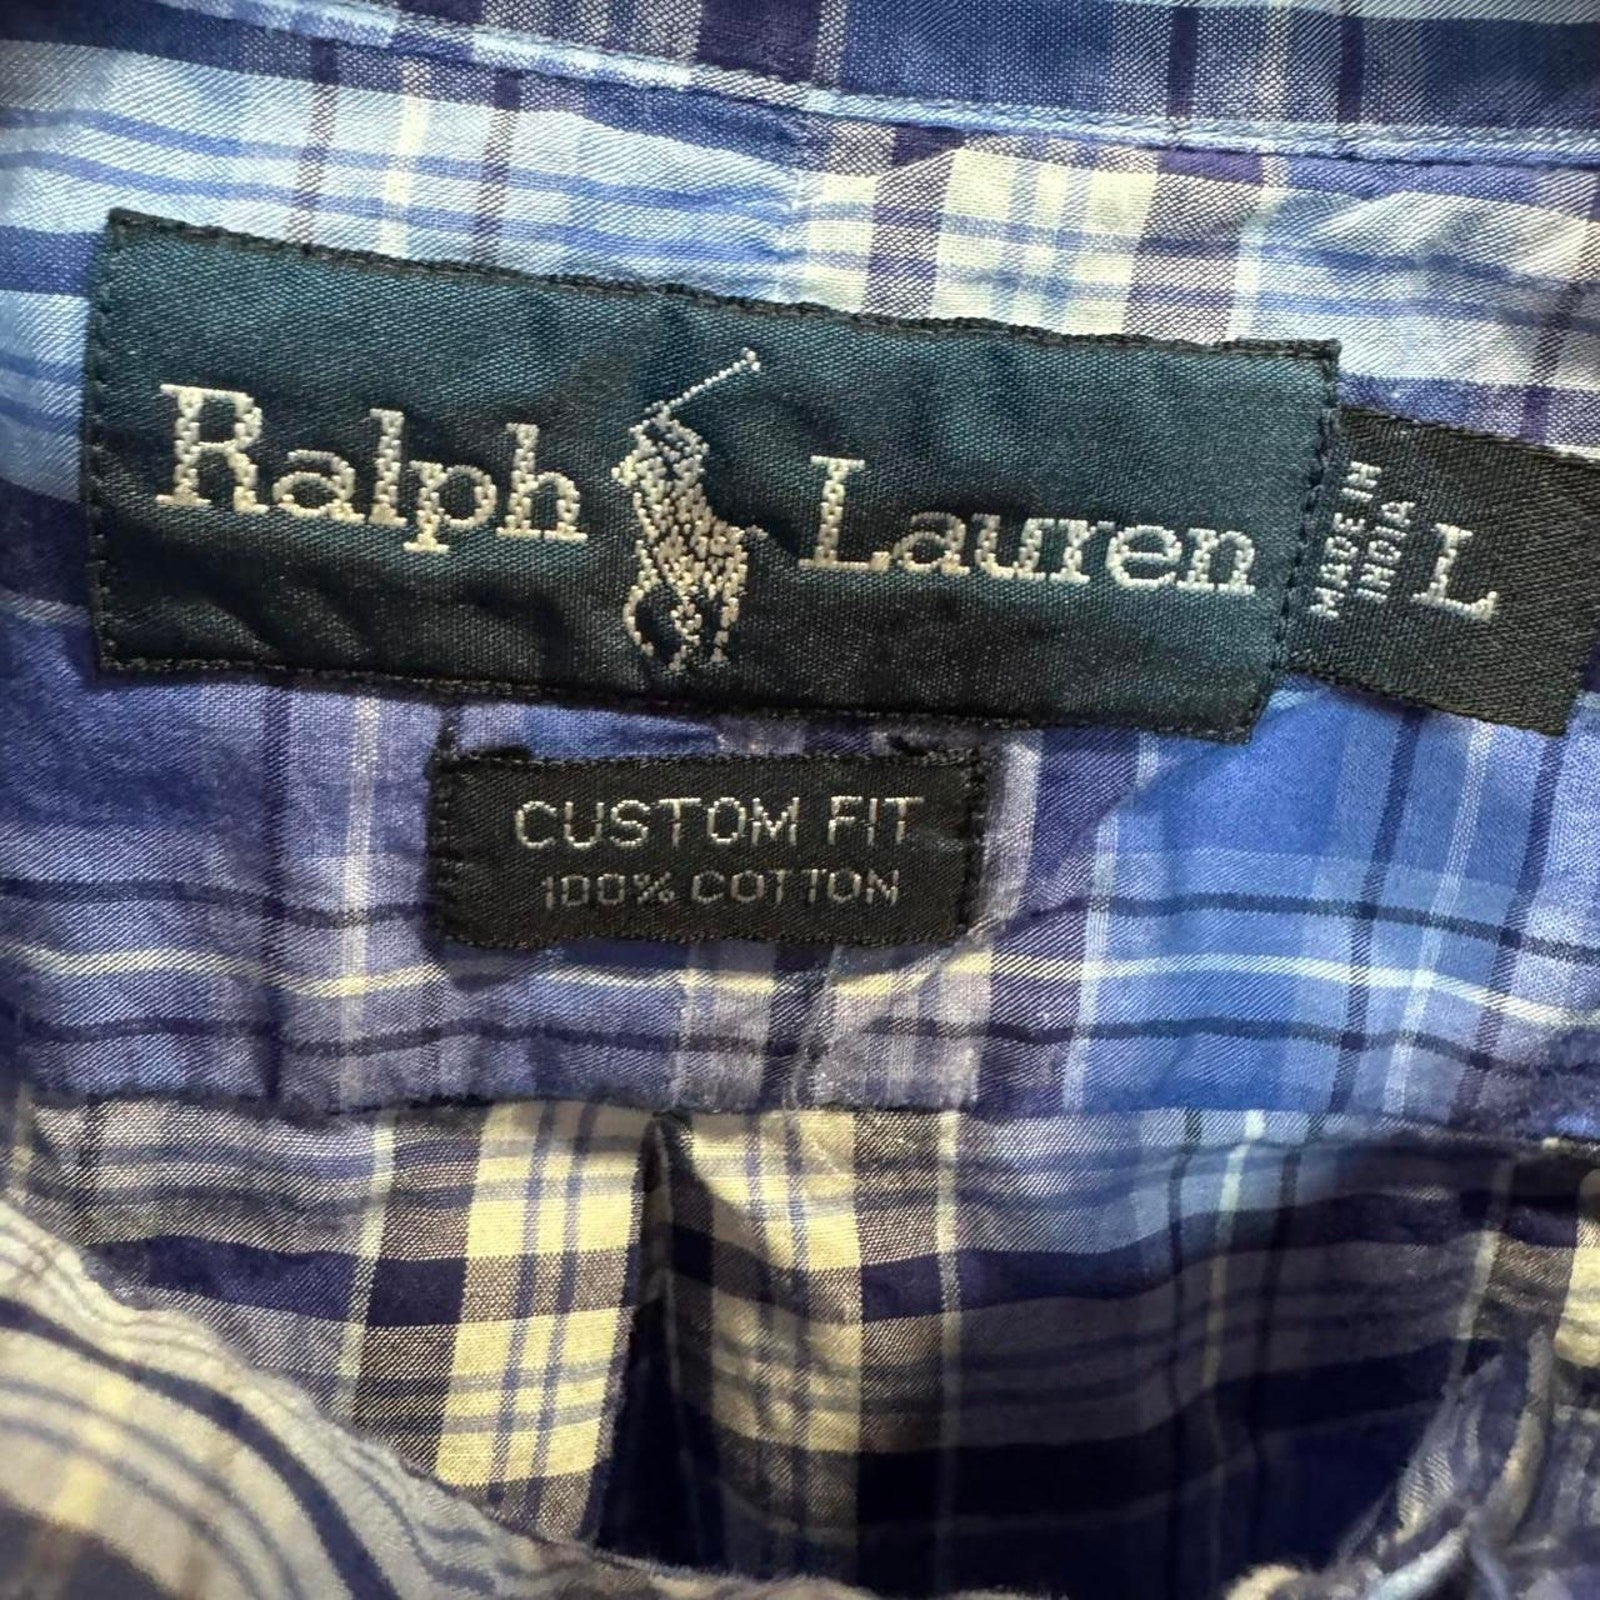 Ralph Lauren
MADE IN
INDIA
L
CUSTOM FIT
100% COTTON